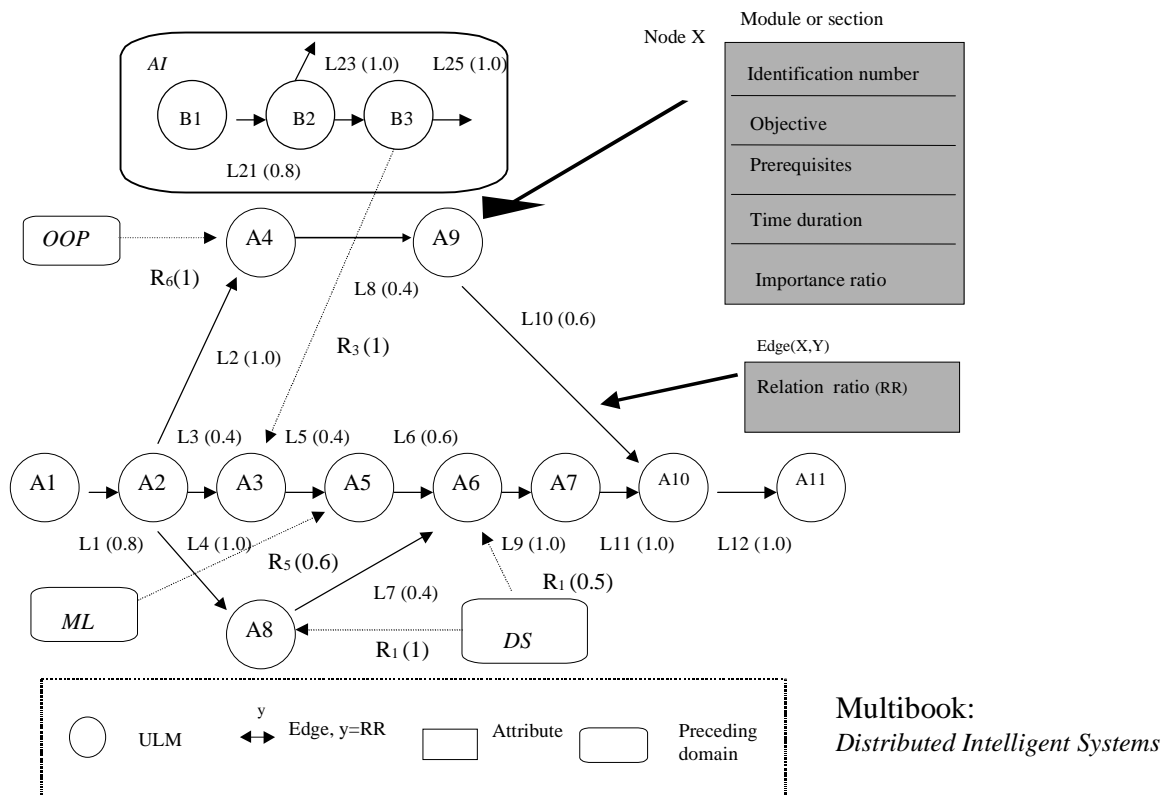 Module or section
Node X
AI
L23 (1.0)
L25 (1.0)
Identification number
B1
B2
B3
Objective
L21 (0.8)
Prerequisites
Time duration
OOP
A4
A9
R6(1)
L8 (0.4)
Importance ratio
L10 (0.6)
L2 (1.0)
R3 (1)
Edge(X,Y)
Relation ratio (RR)
L3 (0.4)
L5 (0.4)
L6 (0.6)
A1
A2
A3
A5
A6
A7
A10
A11
L1 (0.8)
L4 (1.0)
R5 (0.6)
L9 (1.0)
L11 (1.0)
L12 (1.0)
L7 (0.4)
R1 (0.5)
ML
A8
DS
R1 (1)
y
ULM
Edge, y=RR
Attribute
Preceding
domain
Multibook:
Distributed Intelligent Systems